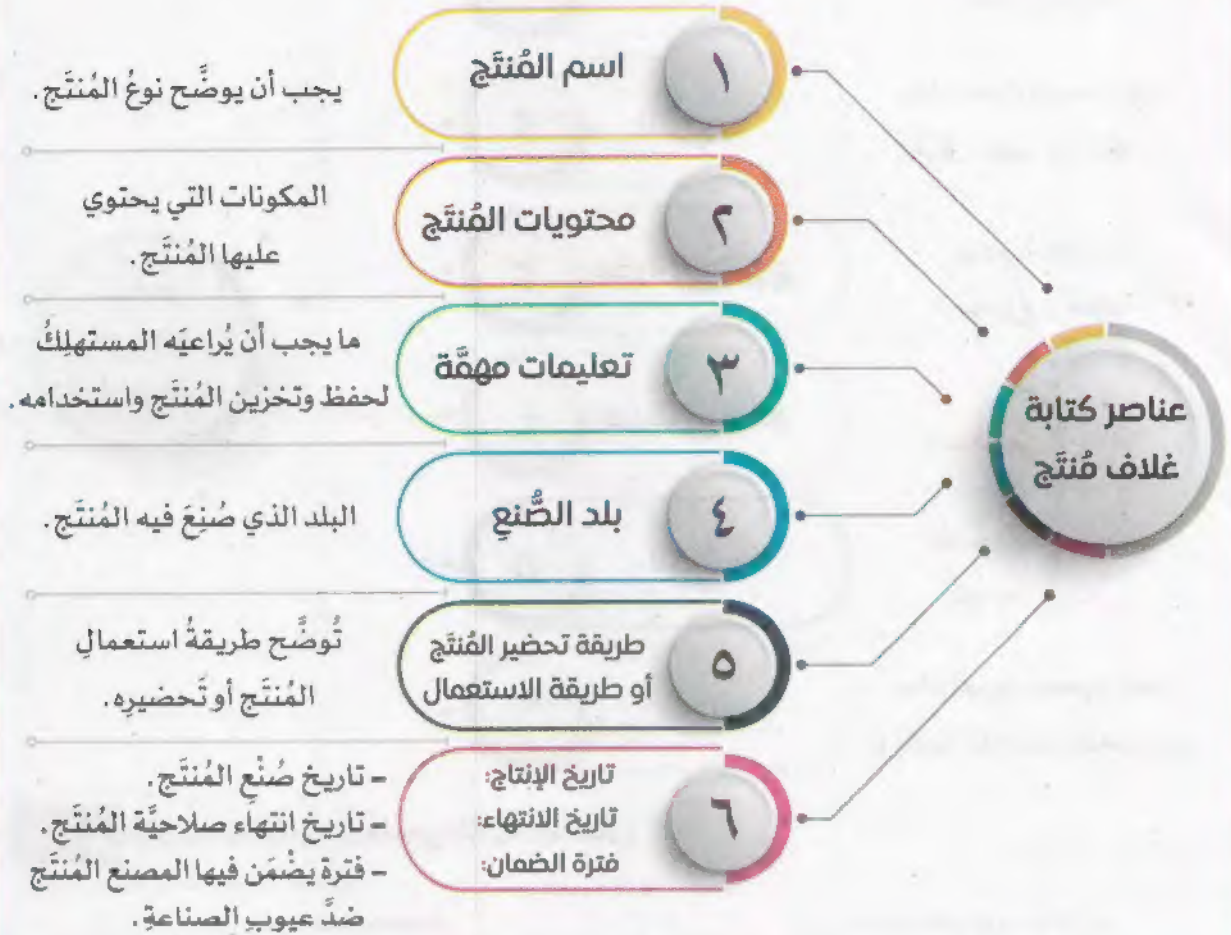 عناصر كتابة
غلاف مُنتَج
١
اسم المُنتَج
يجب أن يوضَّح نوعُ المُنتَج.
٢
محتويات المُنتَج
المكونات التي يحتوي
عليها المُنتَج.
٣
تعليمات مهمَّة
ما يجب أن يُراعيَه المستهلِكُ
لحفظ وتخزين المُنتَج واستخدامه.
٤
بلد الصُّنعِ
البلد الذي صُنِعَ فيه المُنتَج.
٥
طريقة تحضير المُنتَج
أو طريقة الاستعمال
تُوضَّح طريقةُ استعمالِ
المُنتَج أو تَحضيرِه.
٦
تاريخ الإنتاج:
تاريخ الانتهاء:
فترة الضمان:
- تاريخ صُنْعِ المُنتَج.
- تاريخ انتهاء صلاحيَّة المُنتَج.
- فترة يضْمَن فيها المصنع المُنتَج
ضدَّ عيوبِ الصناعةِ.